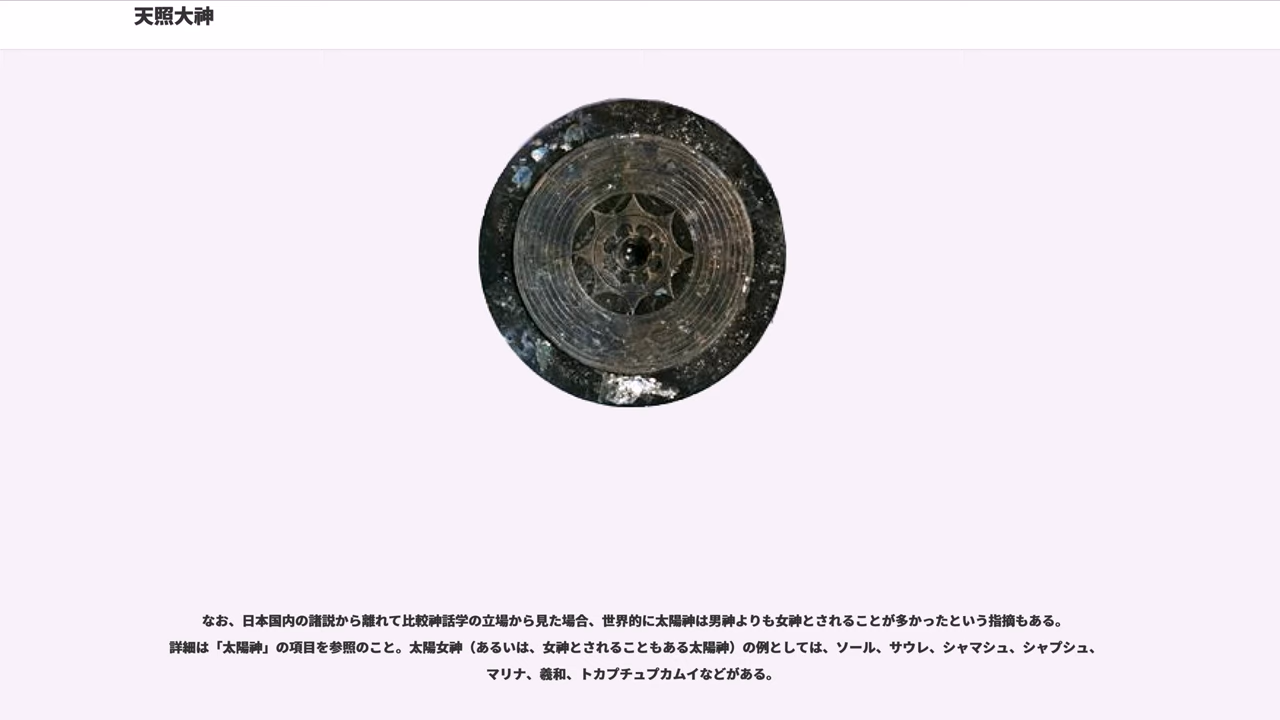 天照大神
なお、日本国内の諸説から離れて比較神話学の立場から見た場合、世界的に太陽神は男神よりも女神とされることが多かったという指摘もある。
詳細は「太陽神」の項目を参照のこと。太陽女神（あるいは、女神とされることもある太陽神）の例としては、ソール、サウレ、シャマシュ、シャプシュ、
マリナ、羲和、トカプチュプカムイなどがある。